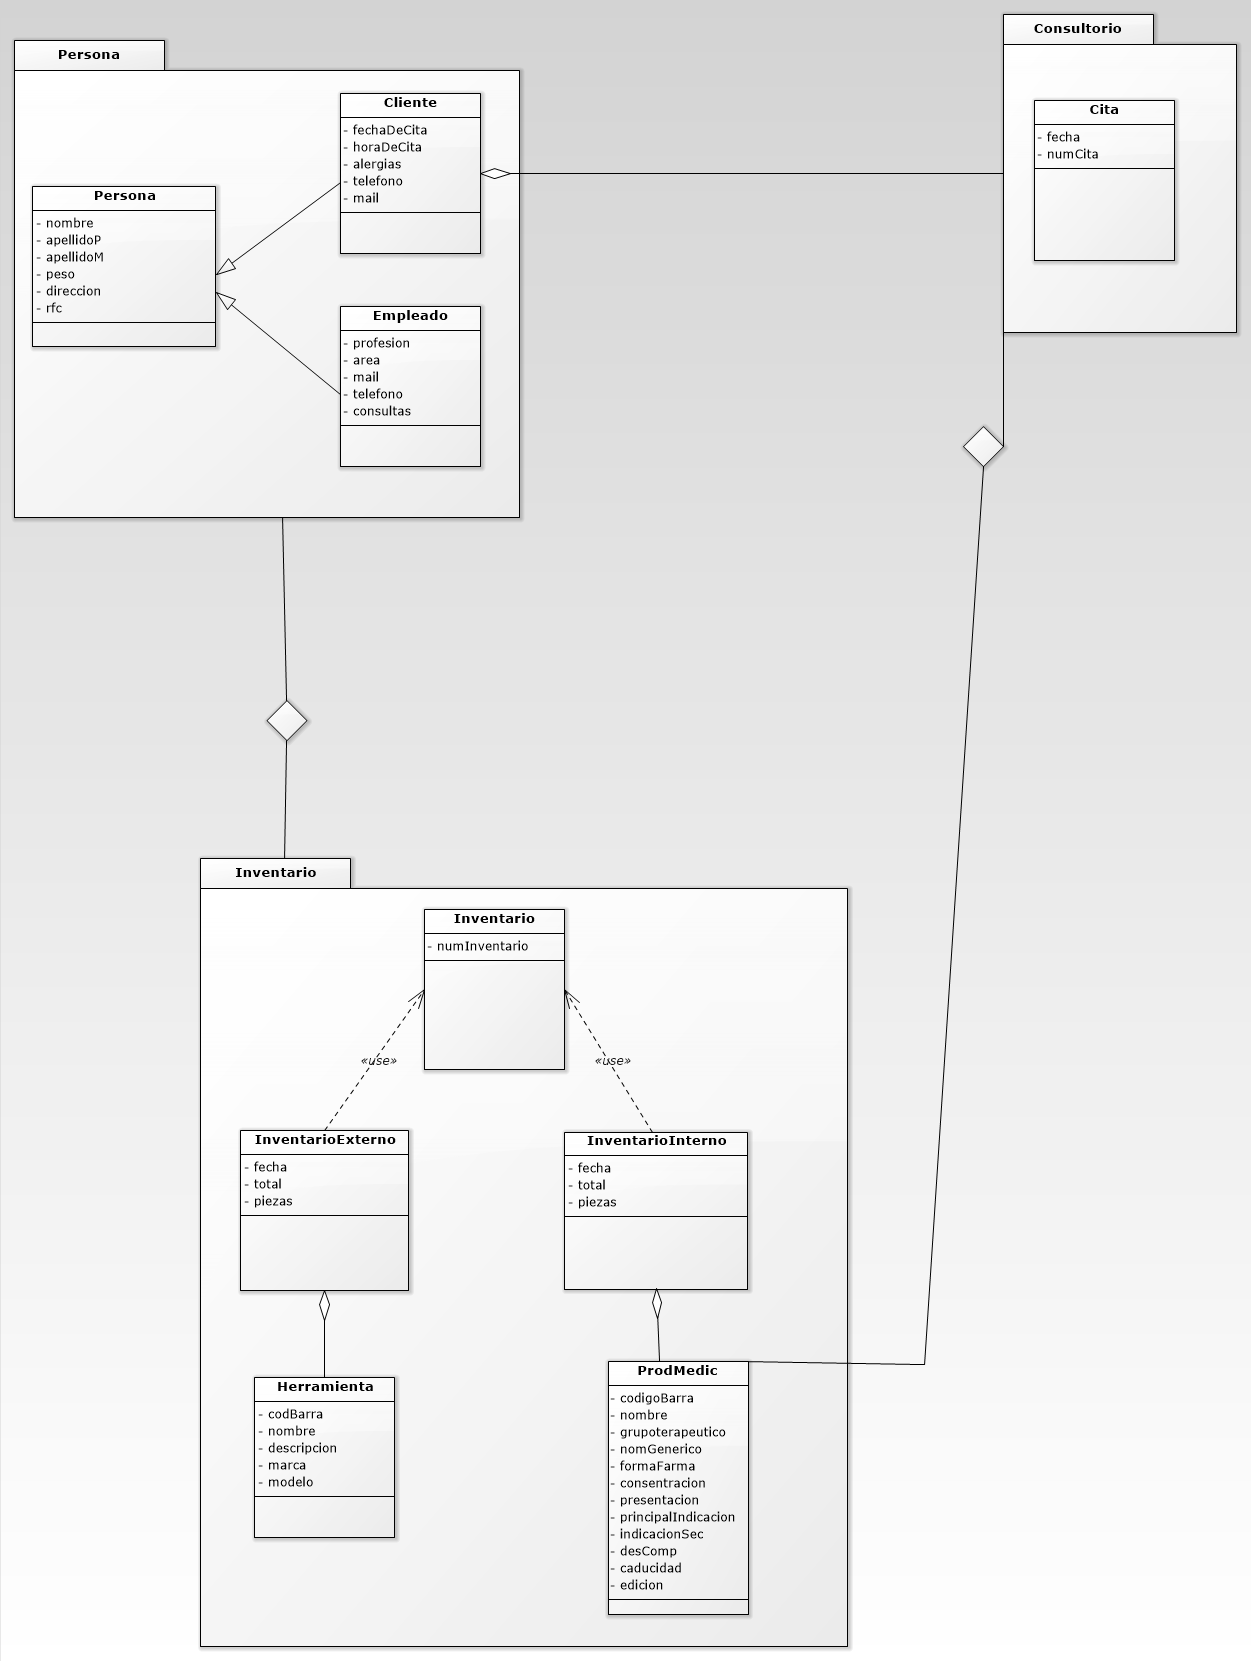 Persona
Cliente
- fechaDeCita
- horaDeCita
- alergias
- telefono
- mail
Persona
- nombre
- apellidoP
- apellidoM
- peso
- direccion
- rfc
Empleado
- profesion
- area
- mail
- telefono
- consultas
Consultorio
Cita
- fecha
- numCita
Inventario
Inventario
- numInventario
«use»
«use»
InventarioExterno
- fecha
- total
- piezas
InventarioInterno
- fecha
- total
- piezas
Herramienta
- codBarra
- nombre
- descripcion
- marca
- modelo
ProdMedic
- codigoBarra
- nombre
- grupoterapeutico
- nomGenerico
- formaFarma
- consentracion
- presentacion
- principalIndicacion
- indicacionSec
- desComp
- caducidad
- edicion